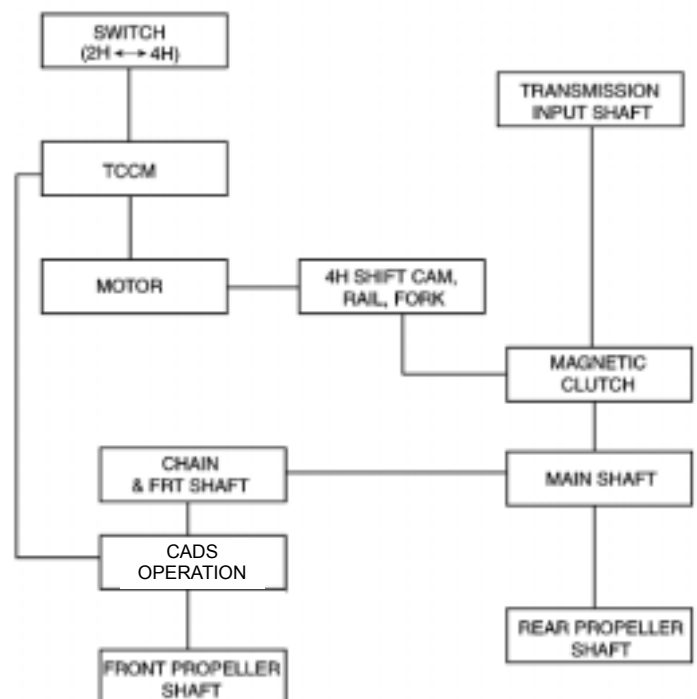 SWITCH
(2H ↔ 4H)
TRANSMISSION
INPUT SHAFT
TCCM
MOTOR
4H SHIFT CAM,
RAIL, FORK
MAGNETIC
CLUTCH
CHAIN
& FRT SHAFT
MAIN SHAFT
CADS
OPERATION
REAR PROPELLER
SHAFT
FRONT PROPELLER
SHAFT